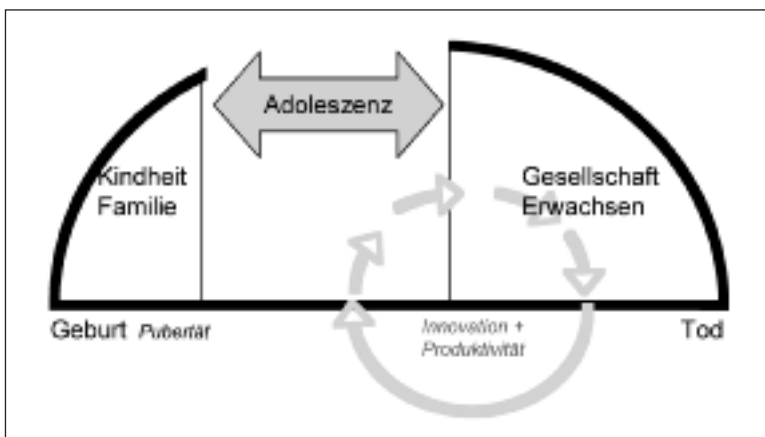 Adoleszenz
Kindheit
Familie
Gesellschaft
Erwachsen
Geburt Pubertät
Innovation +
Produktivität
Tod